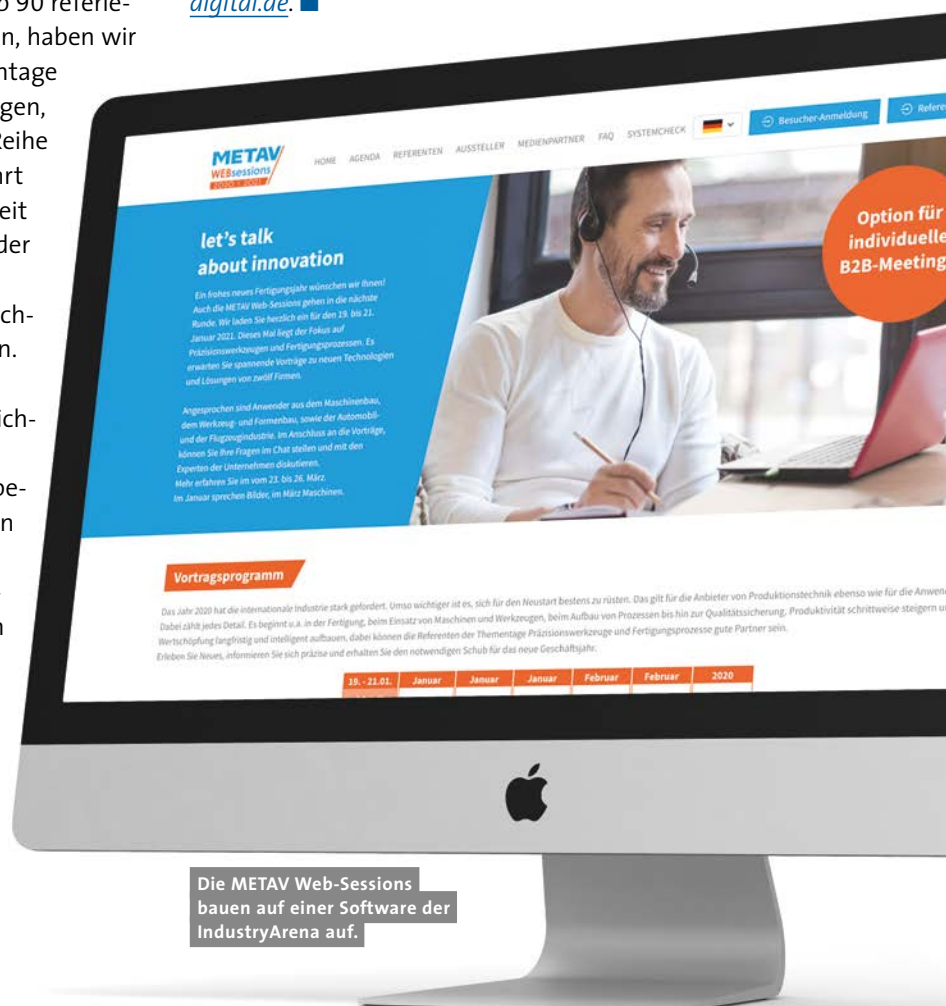 o 90 referie-
n, haben wir
ntage
gen,
Reihe
art
eit
der
ch-
n.
ich-
be-
n
n
digital.de.
METAV
WEBsessions
2020 + 2021
HOME AGENDA REFERENTEN AUSSTELLER MEDIENPARTNER FAQ SYSTEMCHECK
Besucher-Anmeldung
Refere
let's talk
about innovation
Ein frohes neues Fertigungsjahr wünschen wir Ihnen!
Auch die METAV Web-Sessions gehen in die nächste
Runde. Wir laden Sie herzlich ein für den 19. bis 21.
Januar 2021. Dieses Mal liegt der Fokus auf
Präzisionswerkzeugen und Fertigungsprozessen. Es
erwarten Sie spannende Vorträge zu neuen Technologien
und Lösungen von zwölf Firmen.
Angesprochen sind Anwender aus dem Maschinenbau,
dem Werkzeug- und Formenbau, sowie der Automobil-
und der Flugzeugindustrie. Im Anschluss an die Vorträge,
können Sie Ihre Fragen im Chat stellen und mit den
Experten der Unternehmen diskutieren.
Mehr erfahren Sie im vom 23. bis 26. März.
Im Januar sprechen Bilder, im März Maschinen.
Option für
individuelle
B2B-Meeting
Vortragsprogramm
Das Jahr 2020 hat die internationale Industrie stark gefordert. Umso wichtiger ist es, sich für den Neustart bestens zu rüsten. Das gilt für die Anbieter von Produktionstechnik ebenso wie für die Anwend
Dabei zählt jedes Detail. Es beginnt u.a. in der Fertigung, beim Einsatz von Maschinen und Werkzeugen, beim Aufbau von Prozessen bis hin zur Qualitätssicherung. Produktivität schrittweise steigern u
Wertschöpfung langfristig und intelligent aufbauen, dabei können die Referenten der Thementage Präzisionswerkzeuge und Fertigungsprozesse gute Partner sein.
Erleben Sie Neues, informieren Sie sich präzise und erhalten Sie den notwendigen Schub für das neue Geschäftsjahr.
19. - 21.01. Januar Januar Januar Februar Februar 2020
Die METAV Web-Sessions
bauen auf einer Software der
IndustryArena auf.